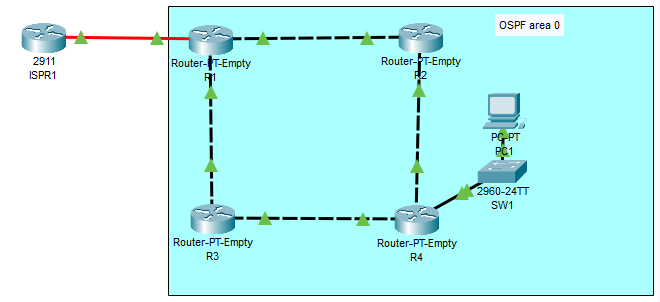 OSPF area 0
2911
ISPR1
Router-PT-Empty
R1
Router-PT-Empty
R2
PC-PT
PC1
2960-24TT
SW1
Router-PT-Empty
R3
Router-PT-Empty
R4